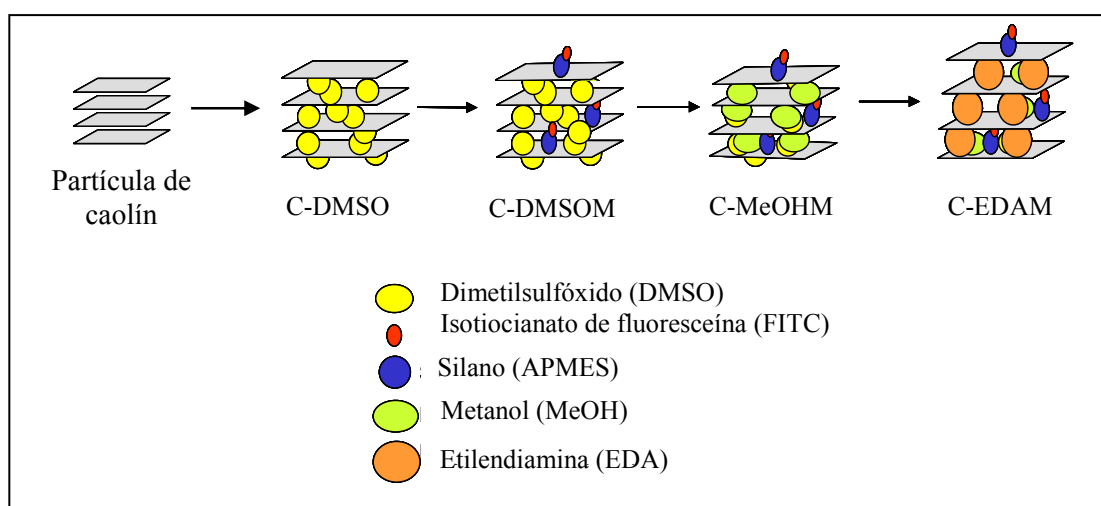 Partícula de
caolín
C-DMSO
C-DMSOM
C-MeOHM
C-EDAM
Dimetilsulfóxido (DMSO)
Isotiocianato de fluoresceína (FITC)
Silano (APMES)
Metanol (MeOH)
Etilendiamina (EDA)